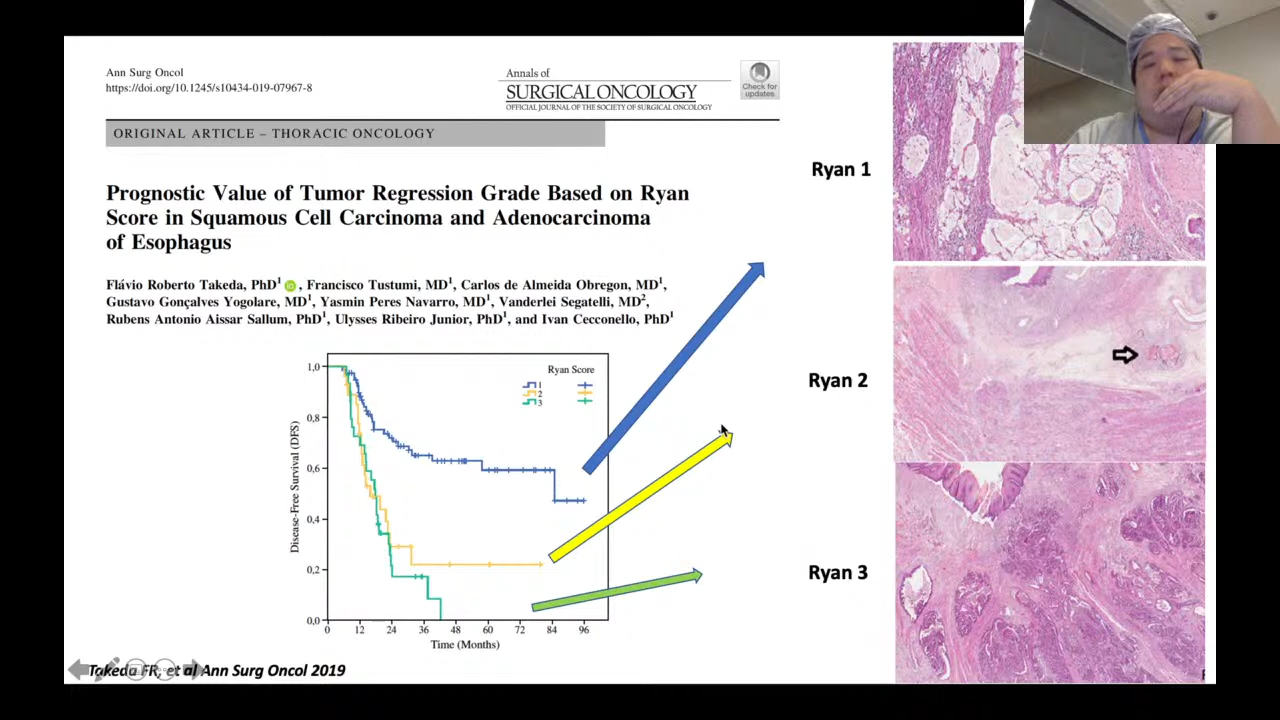 Ann Surg Oncol
https://doi.org/10.1245/s10434-019-07967-8
Annals of
SURGICAL ONCOLOGY
OFFICIAL JOURNAL OF THE SOCIETY OF SURGICAL ONCOLOGY
Check for
updates
ORIGINAL ARTICLE – THORACIC ONCOLOGY
Prognostic Value of Tumor Regression Grade Based on Ryan
Score in Squamous Cell Carcinoma and Adenocarcinoma
of Esophagus
Flávio Roberto Takeda, PhD1 iD, Francisco Tustumi, MD1, Carlos de Almeida Obregon, MD1,
Gustavo Gonçalves Yogolare, MD1, Yasmin Peres Navarro, MD1, Vanderlei Segatelli, MD2,
Rubens Antonio Aissar Sallum, PhD1, Ulysses Ribeiro Junior, PhD1, and Ivan Cecconello, PhD1
Ryan Score
1
2
3
Disease-Free Survival (DFS)
1,0
0,8
0,6
0,4
0,2
0,0
0 12 24 36 48 60 72 84 96
Time (Months)
Takeda FR, et al Ann Surg Oncol 2019
Ryan 1
Ryan 2
Ryan 3